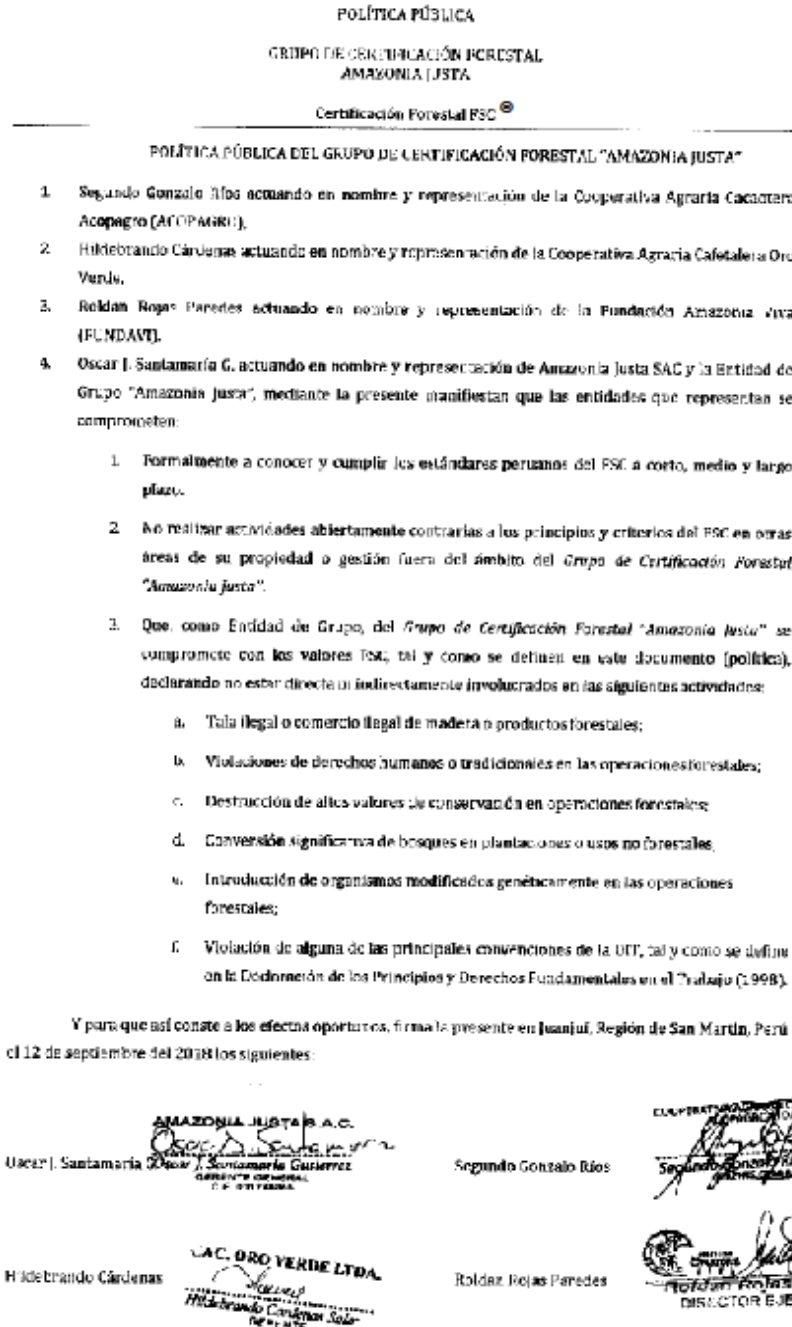 POLÍTICA PÚBLICA
GRUPO DE CERTIFICACIÓN FORESTAL
AMAZONIA JUSTA
Certificación Forestal FSC ®
POLÍTICA PÚBLICA DEL GRUPO DE CERTIFICACIÓN FORESTAL "AMAZONIA JUSTA"
1. Segundo Gonzalo Ríos actuando en nombre y representación de la Cooperativa Agraria Cacaotera
Acopagro (ACOPAGRO),
2. Hildebrando Cárdenas actuando en nombre y representación de la Cooperativa Agraria Cafetalera Oro
Verde.
3. Roldan Rojas Paredes actuando en nombre y representación de la Fundación Amazonia Viva
(FUNDAVI).
4. Oscar J. Santamaría G. actuando en nombre y representación de Amazonia Justa SAC y la Entidad de
Grupo "Amazonia Justa", mediante la presente manifiestan que las entidades que representan se
comprometen:
1. Formalmente a conocer y cumplir los estándares peruanos del FSC a corto, medio y largo
plazo.
2. No realizar actividades abiertamente contrarias a los principios y criterios del FSC en otras
áreas de su propiedad o gestión fuera del ámbito del Grupo de Certificación Forestal
"Amazonia Justa".
3. Que, como Entidad de Grupo, del Grupo de Certificación Forestal "Amazonia Justa" se
compromete con los valores FSC, tal y como se definen en este documento (política),
declarando no estar directa ni indirectamente involucrados en las siguientes actividades:
a. Tala ilegal o comercio ilegal de madera o productos forestales;
b. Violaciones de derechos humanos o tradicionales en las operaciones forestales;
c. Destrucción de altos valores de conservación en operaciones forestales;
d. Conversión significativa de bosques en plantaciones o usos no forestales,
e. Introducción de organismos modificados genéticamente en las operaciones
forestales;
f. Violación de alguna de las principales convenciones de la OIT, tal y como se define
en la Declaración de los Principios y Derechos Fundamentales en el Trabajo (1998).
Y para que así conste a los efectos oportunos, firma la presente en Juanjuí, Región de San Martín, Perú
el 12 de septiembre del 2018 los siguientes:
AMAZONIA JUSTA S.A.C.
Oscar J. Santamaría
Oscar J. Santamaría Gutierrez
GERENTE GENERAL
Segundo Gonzalo Ríos
Segundo Gonzalo
Hildebrando Cárdenas
CAC. ORO VERDE LTDA.
Hildebrando Cardenas
GERENTE
Roldan Rojas Paredes
Roldan Rojas
DIRECTOR EJE